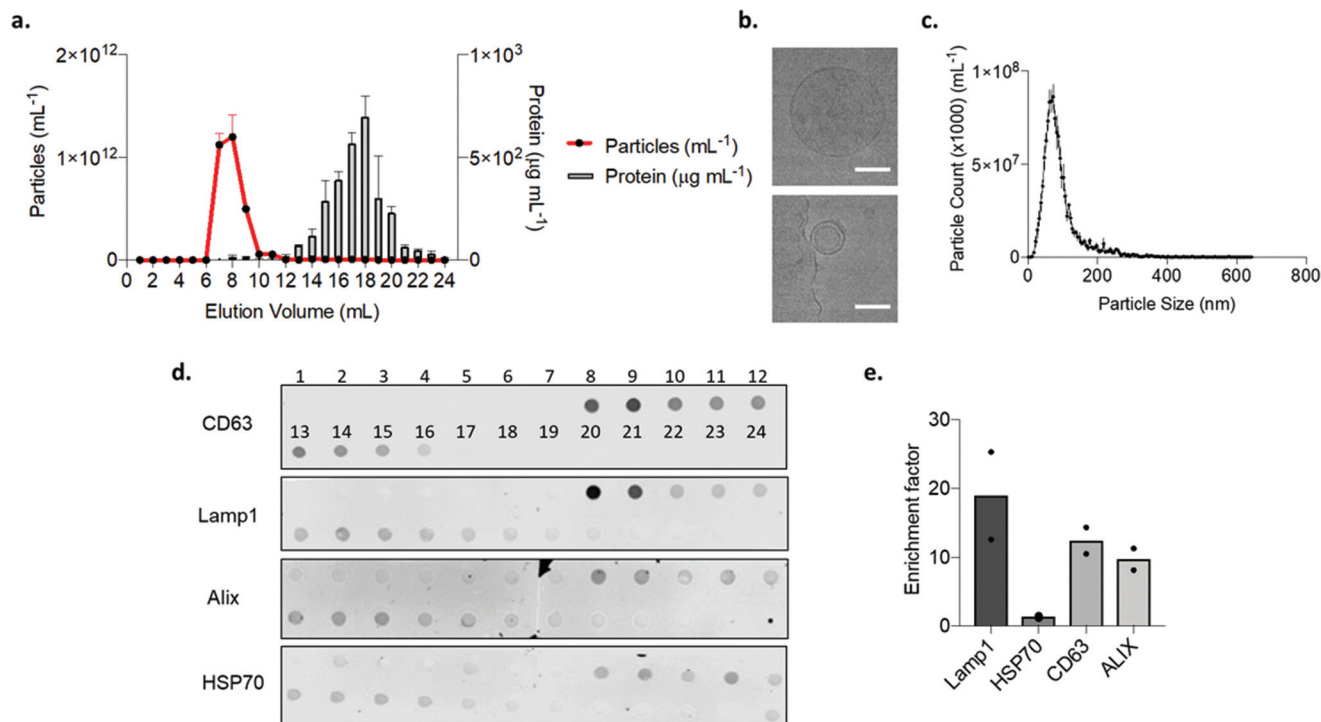 a.
2×10¹²
1×10¹²
0
Particles (mL⁻¹)
0 2 4 6 8 10 12 14 16 18 20 22 24
Elution Volume (mL)
1×10³
5×10²
0
Protein (µg mL⁻¹)
Particles (mL⁻¹)
Protein (µg mL⁻¹)
b.
c.
1×10⁸
5×10⁷
0
Particle Count (x1000) (mL⁻¹)
0 200 400 600 800
Particle Size (nm)
d.
1 2 3 4 5 6 7 8 9 10 11 12
CD63
13 14 15 16 17 18 19 20 21 22 23 24
Lamp1
Alix
HSP70
e.
30
20
10
0
Enrichment factor
Lamp1 HSP70 CD63 ALIX